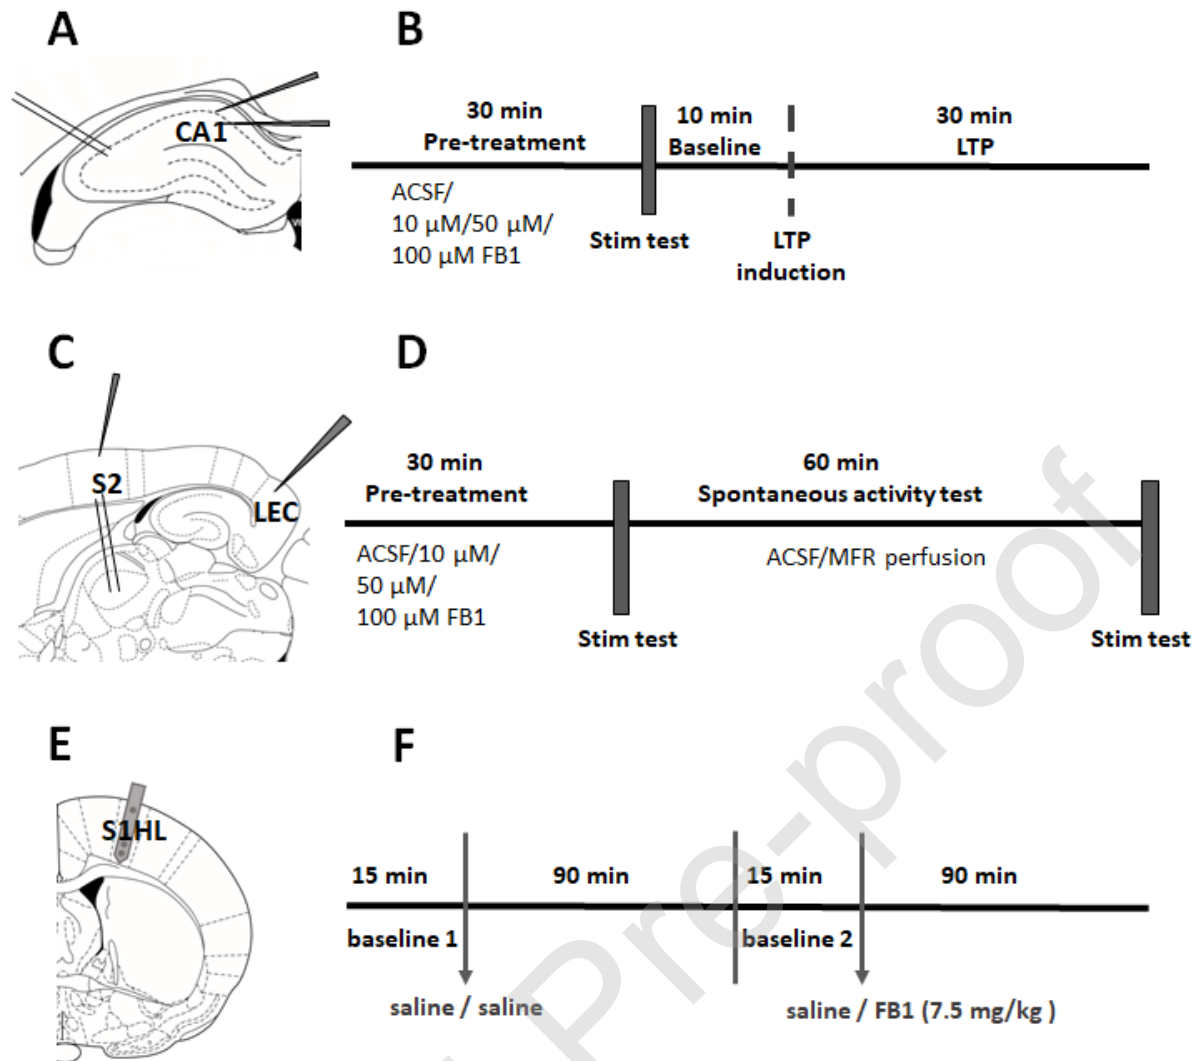 A
B
CA1
30 min
Pre-treatment
10 min
Baseline
30 min
LTP
ACSF/
10 µM/50 µM/
100 µM FB1
Stim test
LTP
induction
C
D
S2
LEC
30 min
Pre-treatment
60 min
Spontaneous activity test
ACSF/10 µM/
50 µM/
100 µM FB1
ACSF/MFR perfusion
Stim test
Stim test
E
F
S1HL
15 min
90 min
15 min
90 min
baseline 1
baseline 2
saline / saline
saline / FB1 (7.5 mg/kg )
Pre-proof